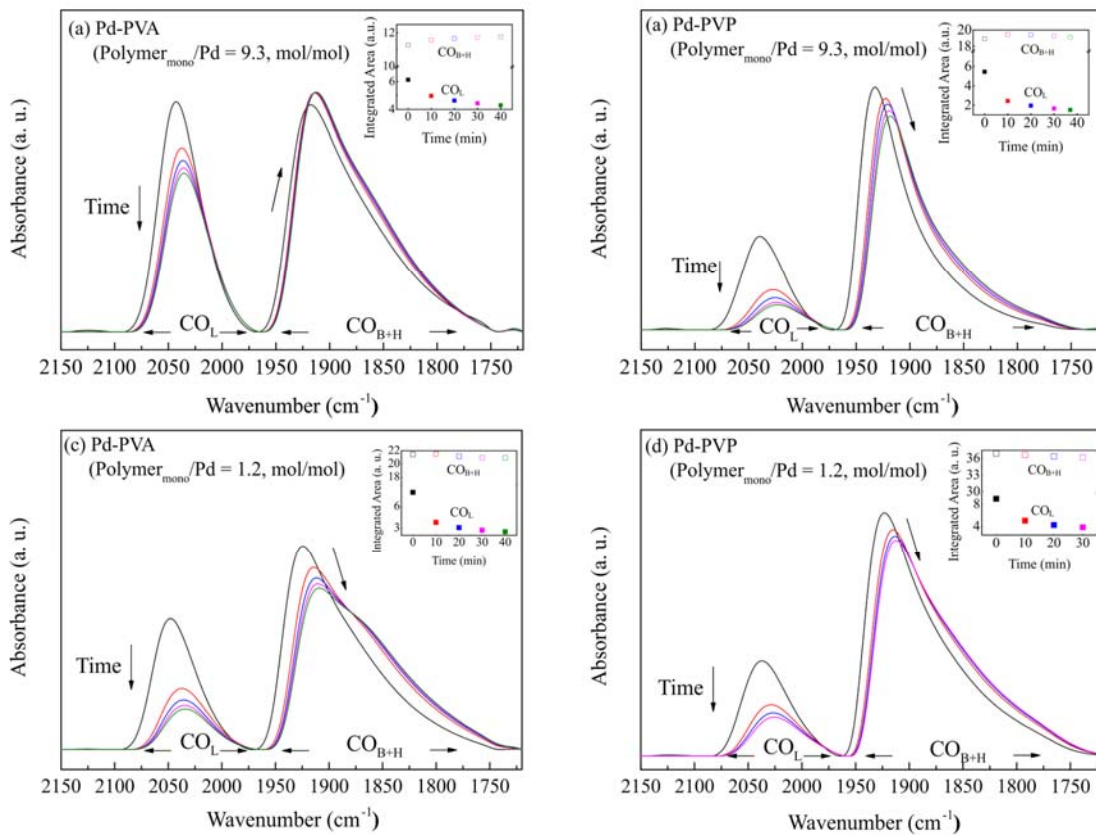 (a) Pd-PVA
(Polymermono/Pd = 9.3, mol/mol)
Integrated Area (a.u.)
12
10
6
4
COB+H
COL
0 10 20 30 40
Time (min)
Absorbance (a. u.)
Time
COL
COB+H
2150 2100 2050 2000 1950 1900 1850 1800 1750
Wavenumber (cm-1)
(a) Pd-PVP
(Polymermono/Pd = 9.3, mol/mol)
Integrated Area (a.u.)
20
18
6
4
2
COB+H
COL
0 10 20 30 40
Time (min)
Absorbance (a. u.)
Time
COL
COB+H
2150 2100 2050 2000 1950 1900 1850 1800 1750
Wavenumber (cm-1)
(c) Pd-PVA
(Polymermono/Pd = 1.2, mol/mol)
Integrated Area (a. u.)
22
20
18
6
3
COB+H
COL
0 10 20 30 40
Time (min)
Absorbance (a. u.)
Time
COL
COB+H
2150 2100 2050 2000 1950 1900 1850 1800 1750
Wavenumber (cm-1)
(d) Pd-PVP
(Polymermono/Pd = 1.2, mol/mol)
Integrated Area (a. u.)
36
30
8
4
COB+H
COL
0 10 20 30
Time (min)
Absorbance (a. u.)
Time
COL
COB+H
2150 2100 2050 2000 1950 1900 1850 1800 1750
Wavenumber (cm-1)